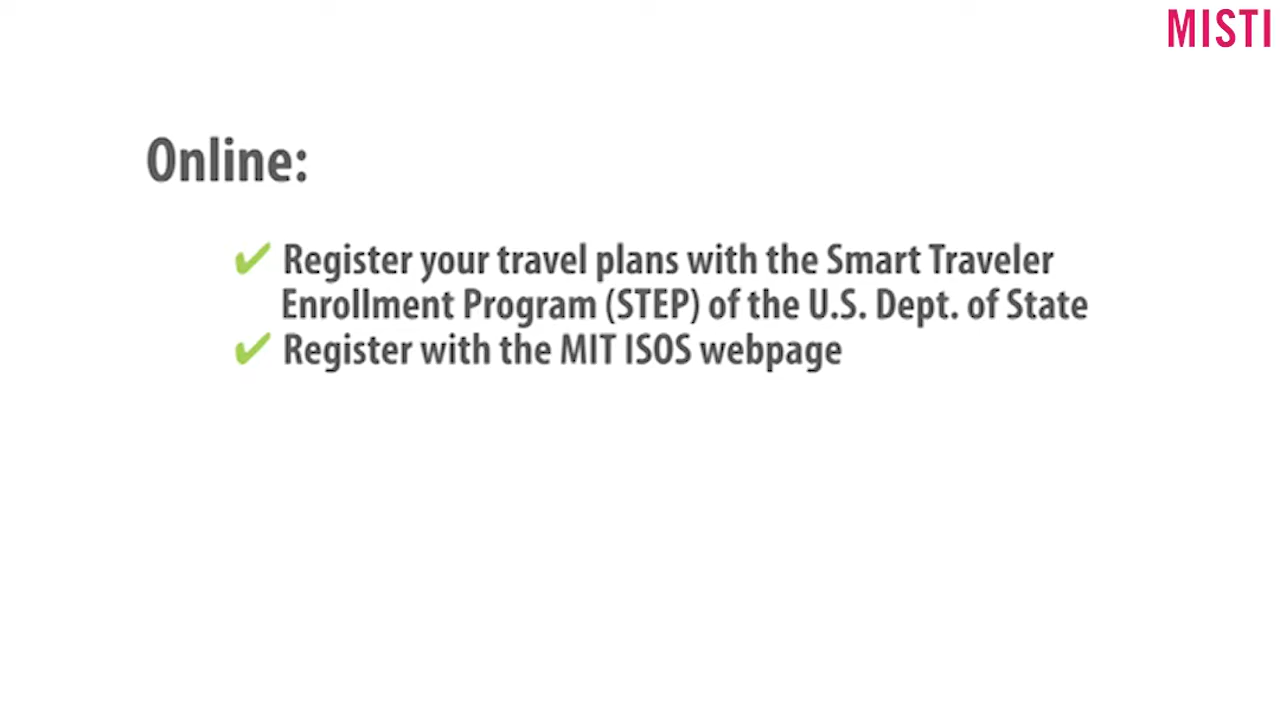 MISTI
Online:
✔ Register your travel plans with the Smart Traveler
Enrollment Program (STEP) of the U.S. Dept. of State
✔ Register with the MIT ISOS webpage